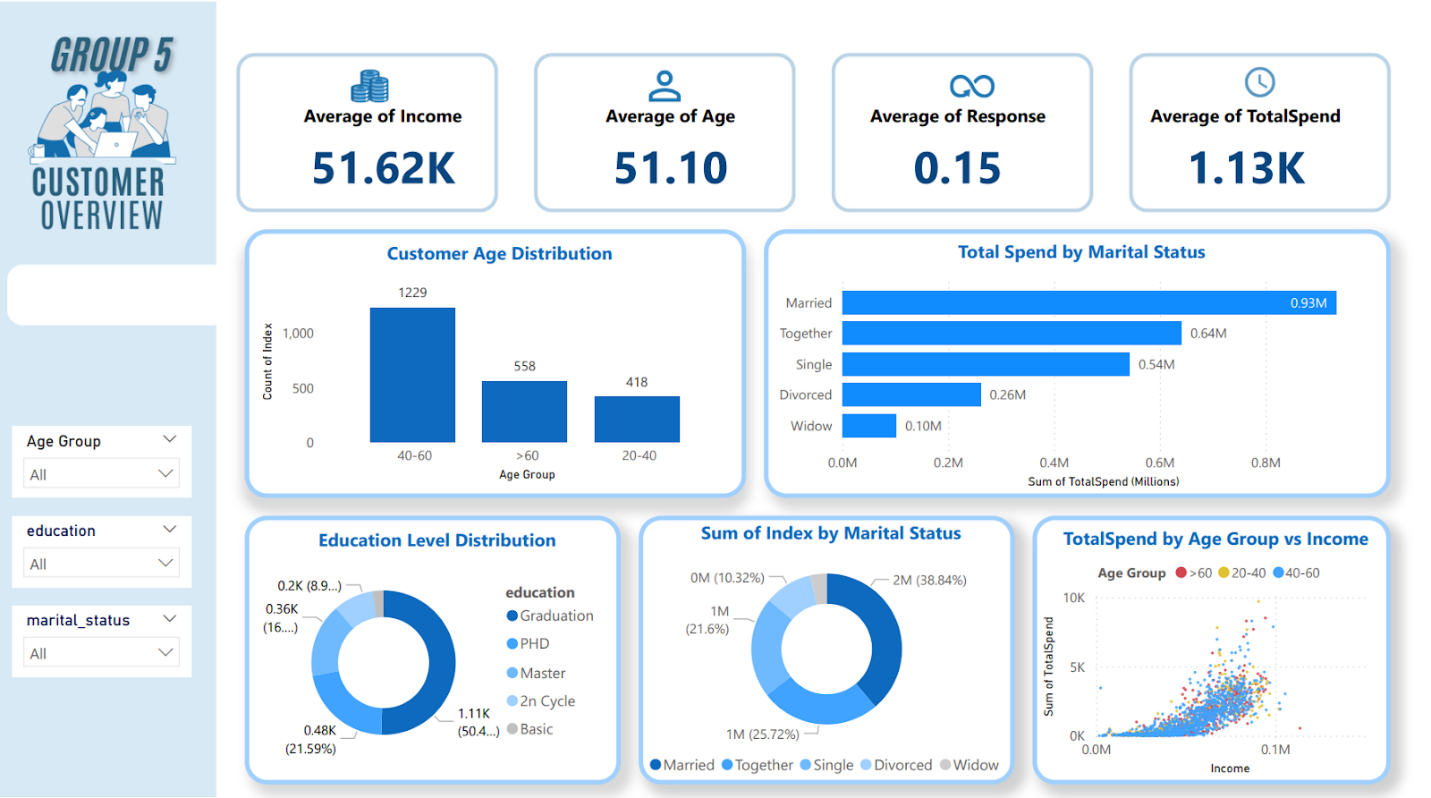 GROUP 5
CUSTOMER
OVERVIEW
Age Group
All
education
All
marital_status
All
Average of Income
51.62K
Average of Age
51.10
Average of Response
0.15
Average of TotalSpend
1.13K
Customer Age Distribution
Count of Index
1,000
500
0
1229
558
418
40-60
>60
20-40
Age Group
Total Spend by Marital Status
Married
0.93M
Together
0.64M
Single
0.54M
Divorced
0.26M
Widow
0.10M
0.0M
0.2M
0.4M
0.6M
0.8M
Sum of TotalSpend (Millions)
Education Level Distribution
0.2K (8.9...)
0.36K
(16....)
0.48K
(21.59%)
1.11K
(50.4...)
education
Graduation
PHD
Master
2n Cycle
Basic
Sum of Index by Marital Status
0M (10.32%)
2M (38.84%)
1M
(21.6%)
1M (25.72%)
Married
Together
Single
Divorced
Widow
TotalSpend by Age Group vs Income
Age Group
>60
20-40
40-60
Sum of TotalSpend
10K
5K
0K
0.0M
0.1M
Income